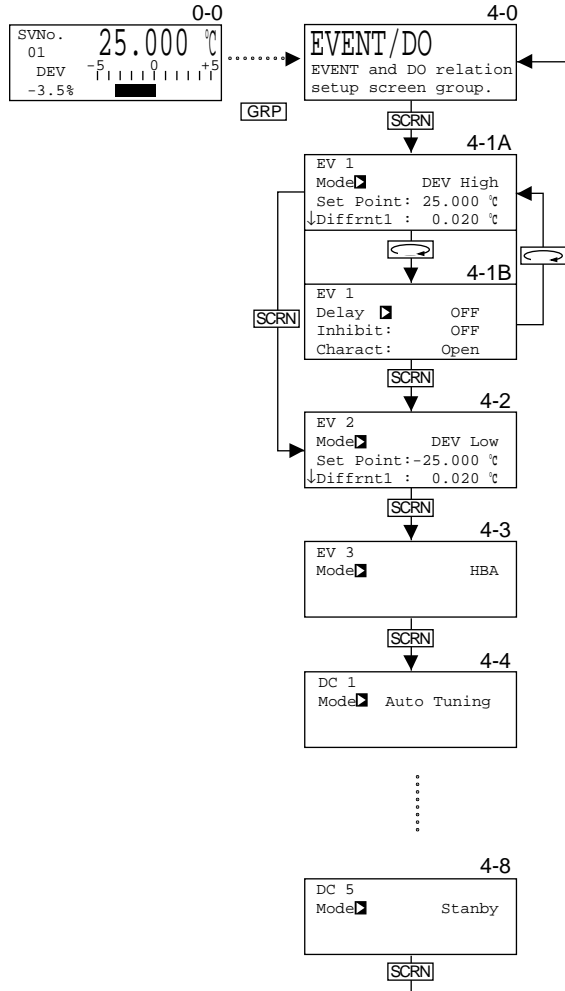 0-0
SVNo.
01
25.000 ℃
DEV
-3.5%
-5 0 +5
GRP
4-0
EVENT/DO
EVENT and DO relation
setup screen group.
SCRN
4-1A
EV 1
Mode DEV High
Set Point: 25.000 ℃
↓Diffrntl : 0.020 ℃
4-1B
EV 1
Delay OFF
Inhibit: OFF
Charact: Open
SCRN
SCRN
4-2
EV 2
Mode DEV Low
Set Point:-25.000 ℃
↓Diffrntl : 0.020 ℃
SCRN
4-3
EV 3
Mode HBA
SCRN
4-4
DC 1
Mode Auto Tuning
4-8
DC 5
Mode Stanby
SCRN